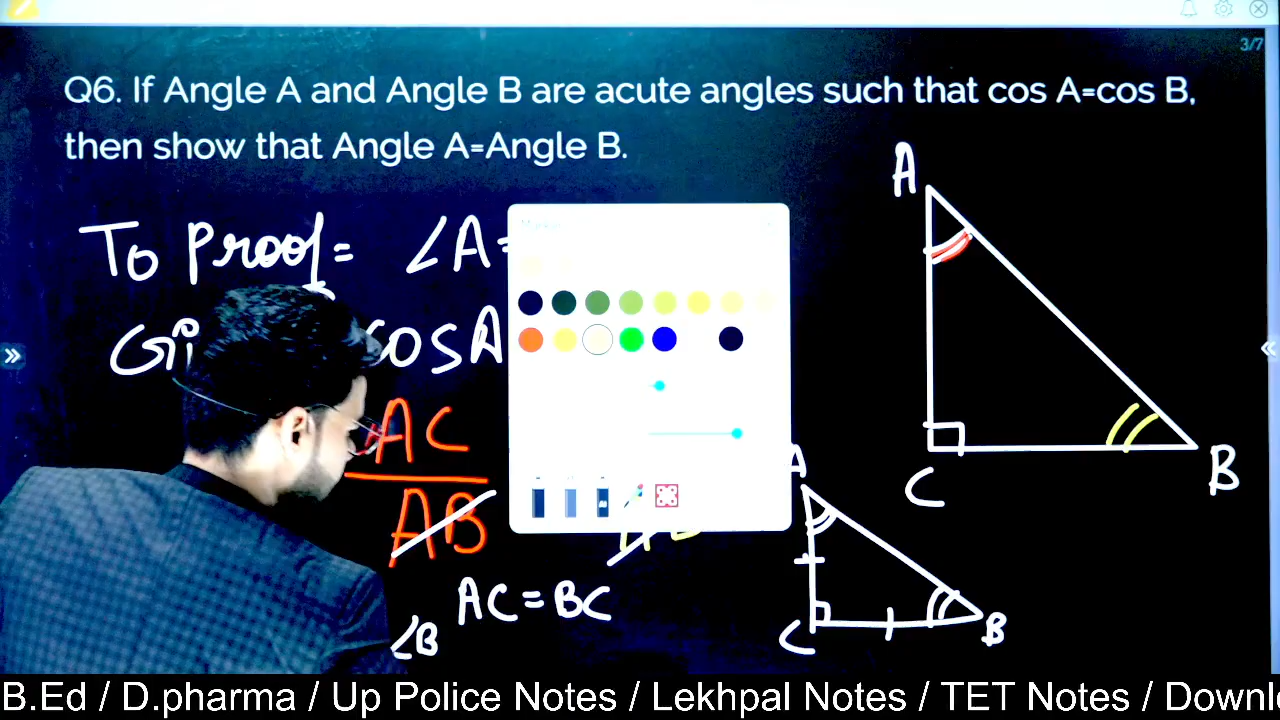 3/7
Q6. If Angle A and Angle B are acute angles such that cos A=cos B,
then show that Angle A=Angle B.
To Proof= ∠A=
Gi cosA
AC
AB
AC=BC
∠B
A
C
B
A
C
B
B.Ed / D.pharma / Up Police Notes / Lekhpal Notes / TET Notes / Downl